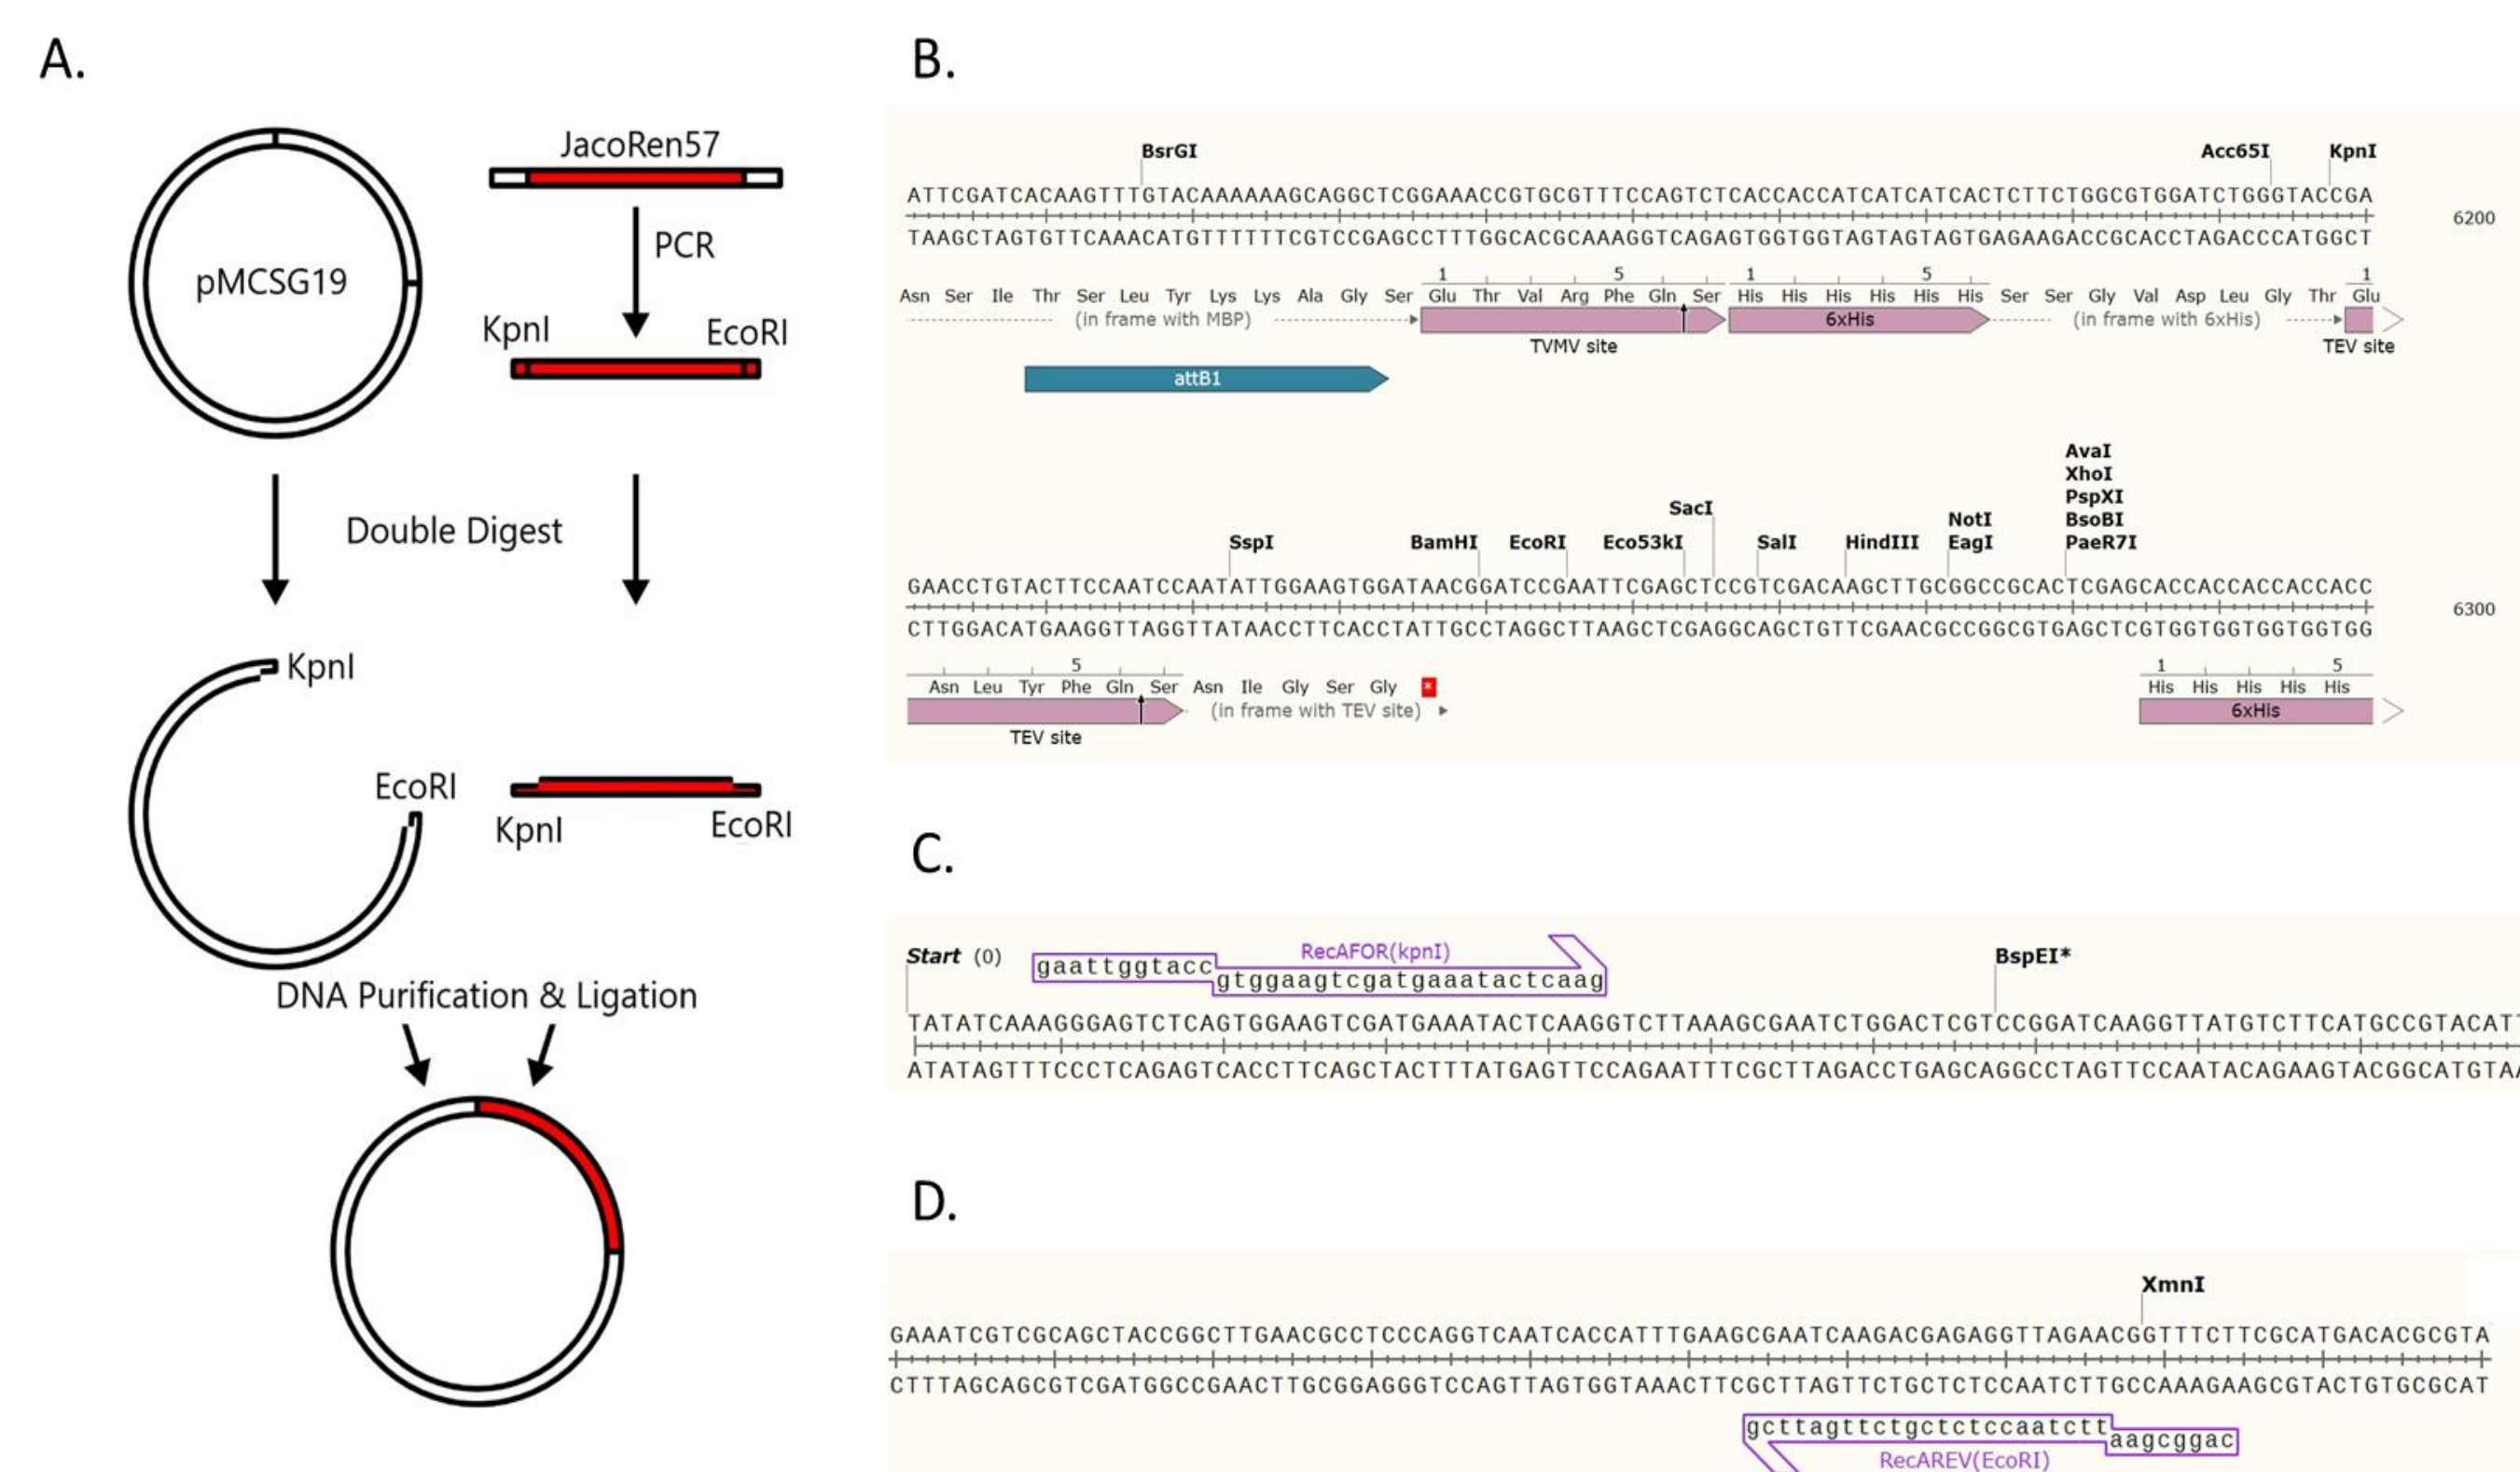 A.
pMCSG19
JacoRen57
PCR
KpnI EcoRI
Double Digest
KpnI
EcoRI
KpnI EcoRI
DNA Purification & Ligation
B.
BsrGI Acc65I KpnI
ATTCGATCACAAGTTTGTACAAAAAAGCAGGCTCGGAAACCGTGCGTTTCCAGTCTCACCACCATCATCATCACTCTTCTGGCGTGGATCTGGGTACCGA
6200
TAAGCTAGTGTTCAAACATGTTTTTTCGTCCGAGCCTTTGGCACGCAAAGGTCAGAGTGGTGGTAGTAGTAGTGAGAAGACCGCACCTAGACCCATGGCT
1 5 1 5 1
Asn Ser Ile Thr Ser Leu Tyr Lys Lys Ala Gly Ser Glu Thr Val Arg Phe Gln Ser His His His His His His Ser Ser Gly Val Asp Leu Gly Thr Glu
(in frame with MBP) 6xHis (in frame with 6xHis)
TVMV site TEV site
attB1
AvaI
XhoI
PspXI
SacI
NotI BsoBI
SspI BamHI EcoRI Eco53kI SalI HindIII EagI PaeR7I
GAACCTGTACTTCCAATCCAATATTGGAAGTGGATAACGGATCCGAATTCGAGCTCCGTCGACAAGCTTGCGGCCGCACTCGAGCACCACCACCACCACC
6300
CTTGGACATGAAGGTTAGGTTATAACCTTCACCTATTGCCTAGGCTTAAGCTCGAGGCAGCTGTTCGAACGCCGGCGTGAGCTCGTGGTGGTGGTGGTGG
5 1 5
Asn Leu Tyr Phe Gln Ser Asn Ile Gly Ser Gly * His His His His His
(in frame with TEV site) 6xHis
TEV site
C.
Start (0) RecAFOR(kpnI) BspEI*
gaattggtacc
gtggaagtcgatgaaatactcaag
TATATCAAAGGGAGTCTCAGTGGAAGTCGATGAAATACTCAAGGTCTTAAAGCGAATCTGGACTCGTCCGGATCAAGGTTATGTCTTCATGCCGTACAT
ATATAGTTTCCCTCAGAGTCACCTTCAGCTACTTTATGAGTTCCAGAATTTCGCTTAGACCTGAGCAGGCCTAGTTCCAATACAGAAGTACGGCATGTA
D.
XmnI
GAAATCGTCGCAGCTACCGGCTTGAACGCCTCCCAGGTCAATCACCATTTGAAGCGAATCAAGACGAGAGGTTAGAACGGTTTCTTCGCATGACACGCGTA
CTTTAGCAGCGTCGATGGCCGAACTTGCGGAGGGTCCAGTTAGTGGTAAACTTCGCTTAGTTCTGCTCTCCAATCTTGCCAAAGAAGCGTACTGTGCGCAT
gcttagttctgctctccaatctt
aagcggac
RecAREV(EcoRI)